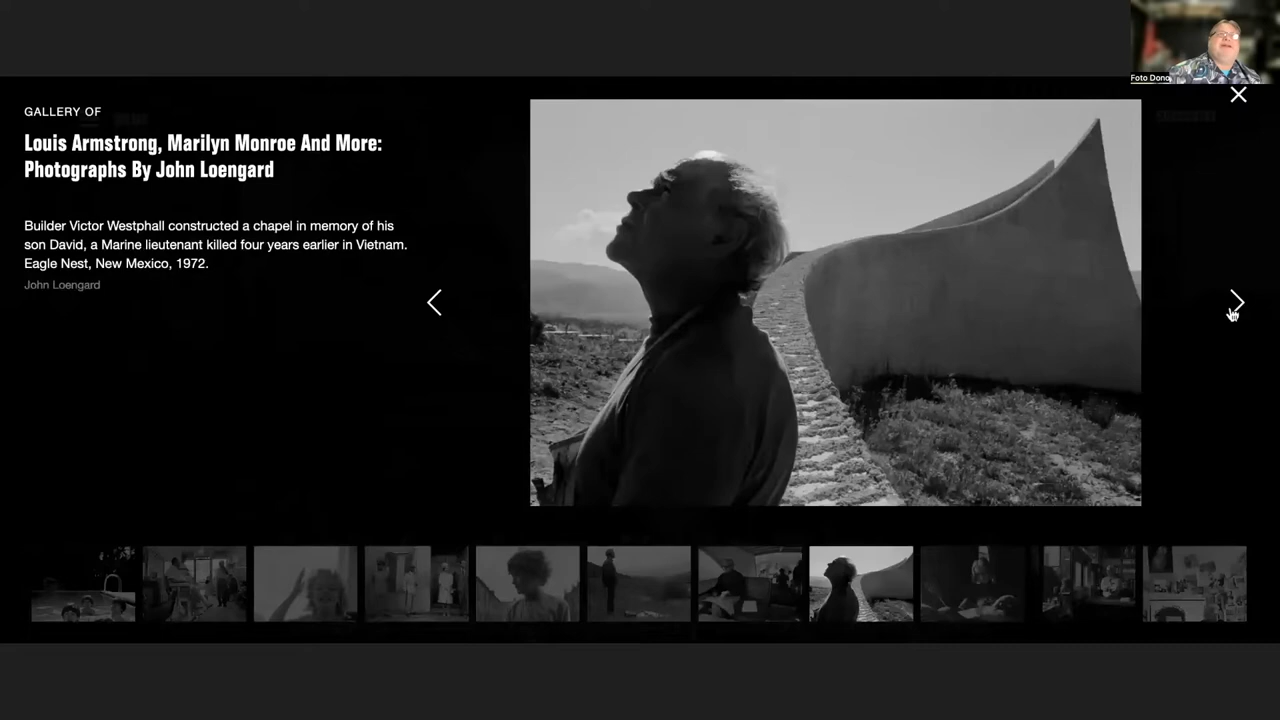 Foto Dono
GALLERY OF
Louis Armstrong, Marilyn Monroe And More:
Photographs By John Loengard
Builder Victor Westphall constructed a chapel in memory of his
son David, a Marine lieutenant killed four years earlier in Vietnam.
Eagle Nest, New Mexico, 1972.
John Loengard